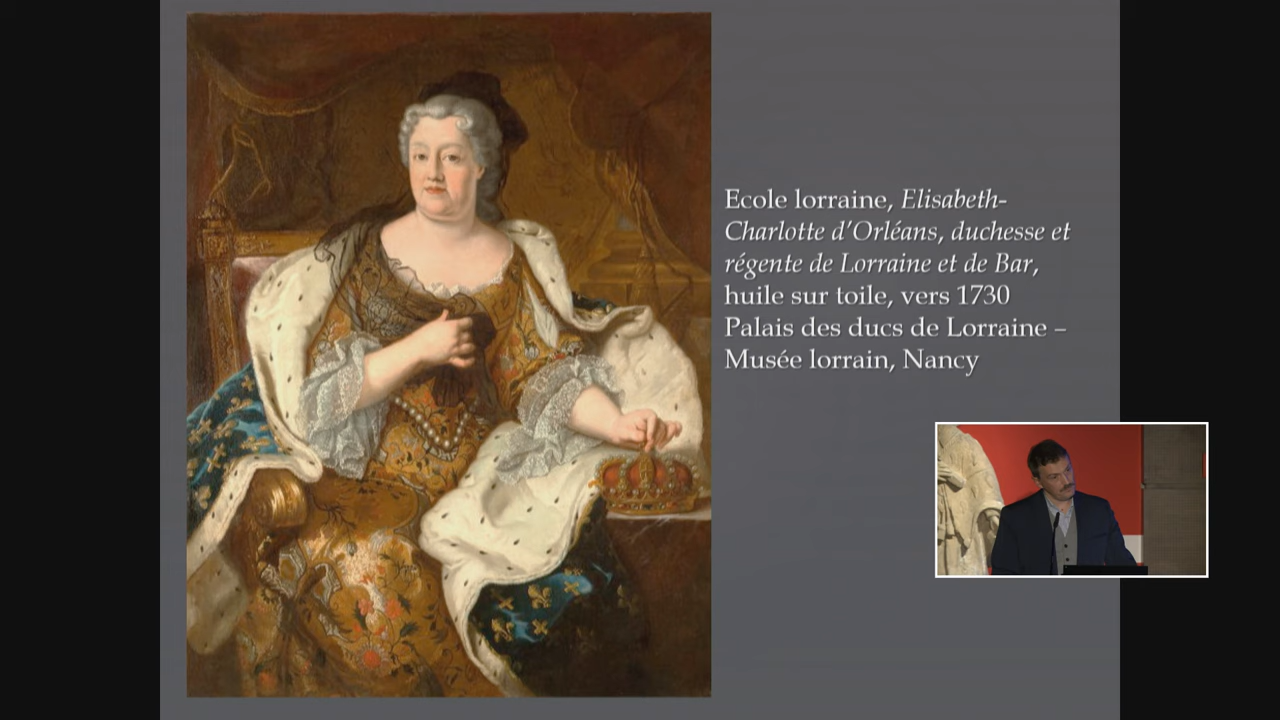 Ecole lorraine, Elisabeth-
Charlotte d’Orléans, duchesse et
régente de Lorraine et de Bar,
huile sur toile, vers 1730
Palais des ducs de Lorraine –
Musée lorrain, Nancy